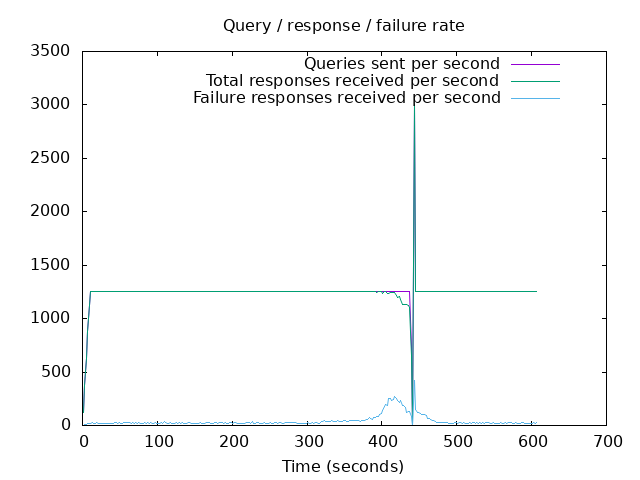 Query / response / failure rate
3500
3000
2500
2000
1500
1000
500
0
Queries sent per second
Total responses received per second
Failure responses received per second
0 100 200 300 400 500 600 700
Time (seconds)